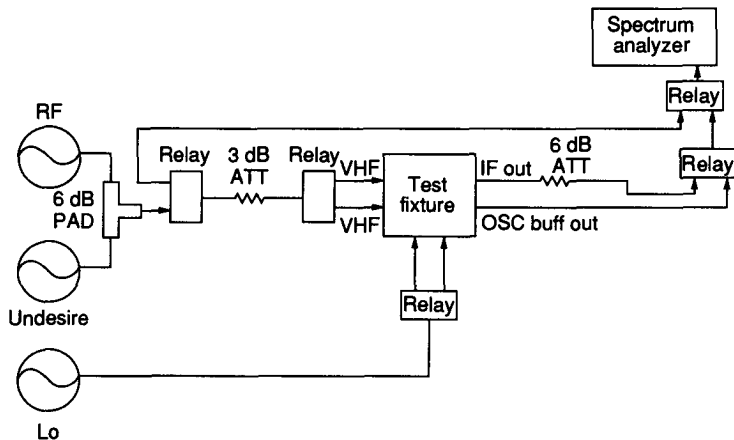 Spectrum
analyzer
Relay
RF
Relay
3 dB
ATT
Relay
VHF
VHF
Test
fixture
IF out
6 dB
ATT
Relay
6 dB
PAD
OSC buff out
Relay
Undesire
Lo